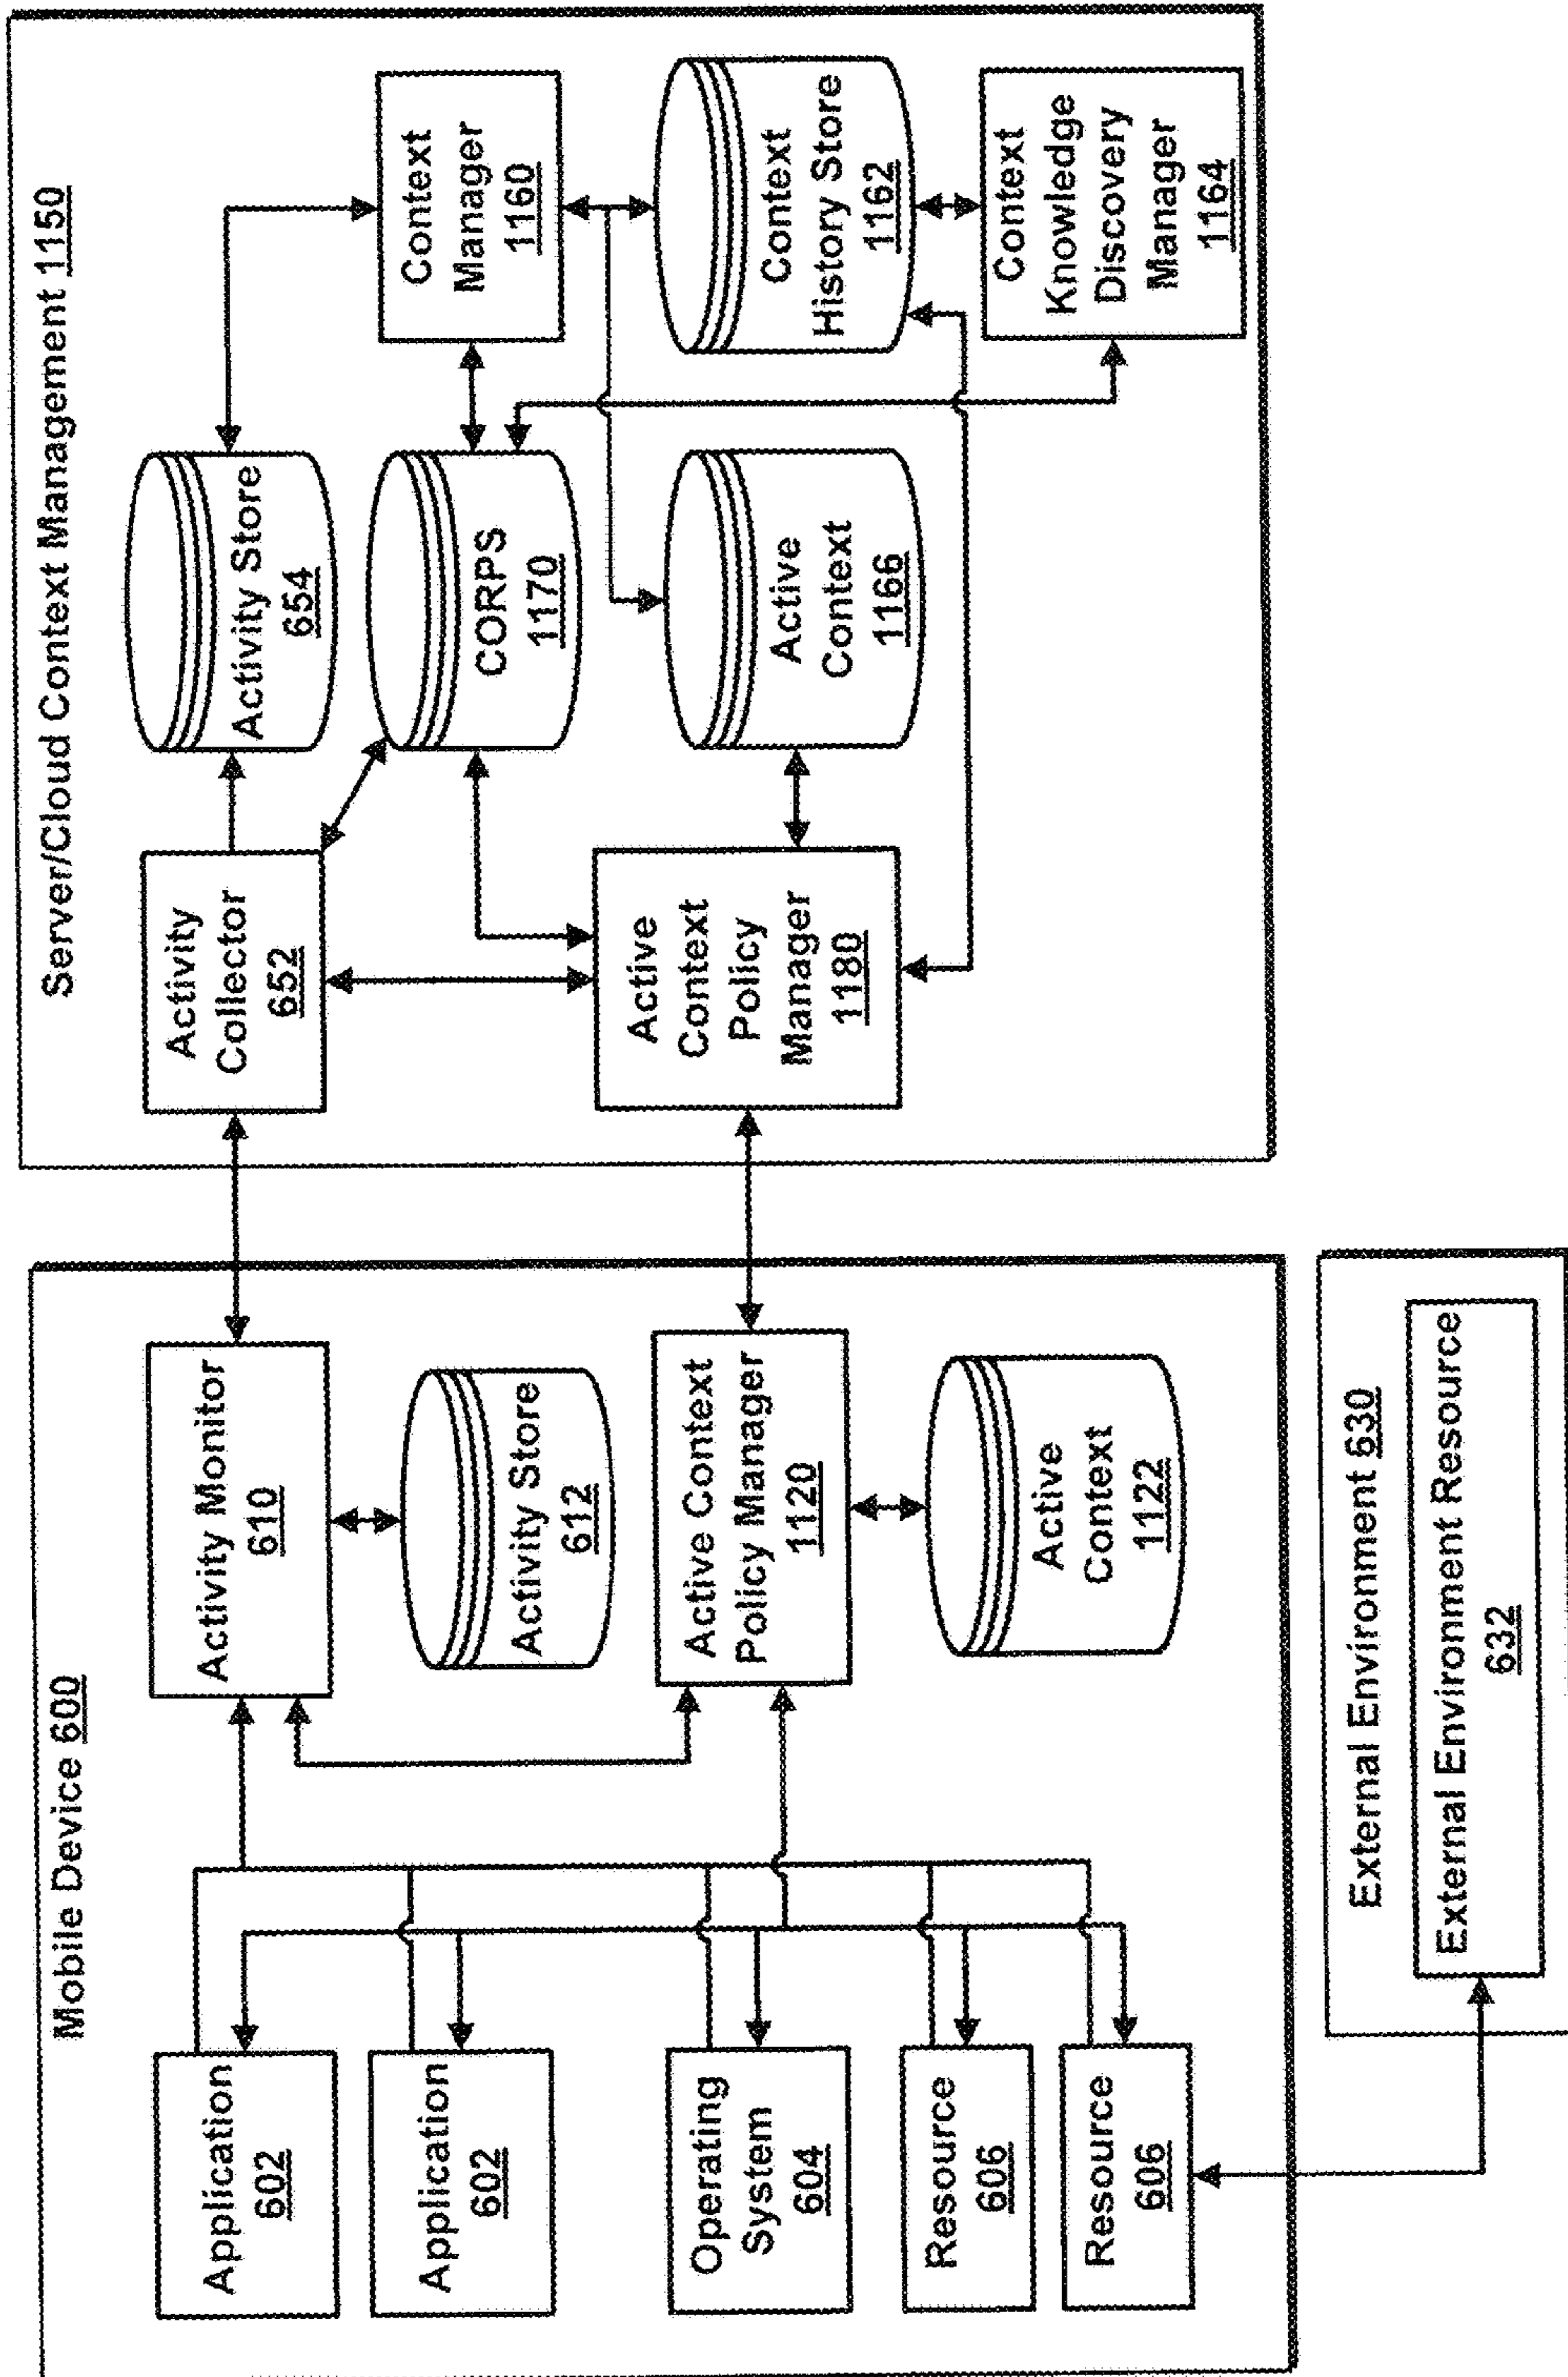 Mobile Device 600
Application
602
Application
602
Operating
System
604
Resource
606
Resource
606
Activity Monitor
610
Activity Store
612
Active Context
Policy Manager
1120
Active
Context
1122
External Environment 630
External Environment Resource
632
Server/Cloud Context Management 1150
Activity
Collector
652
Active
Context
Policy
Manager
1180
Activity Store
654
CORPS
1170
Active
Context
1166
Context
Manager
1160
Context
History Store
1162
Context
Knowledge
Discovery
Manager
1164